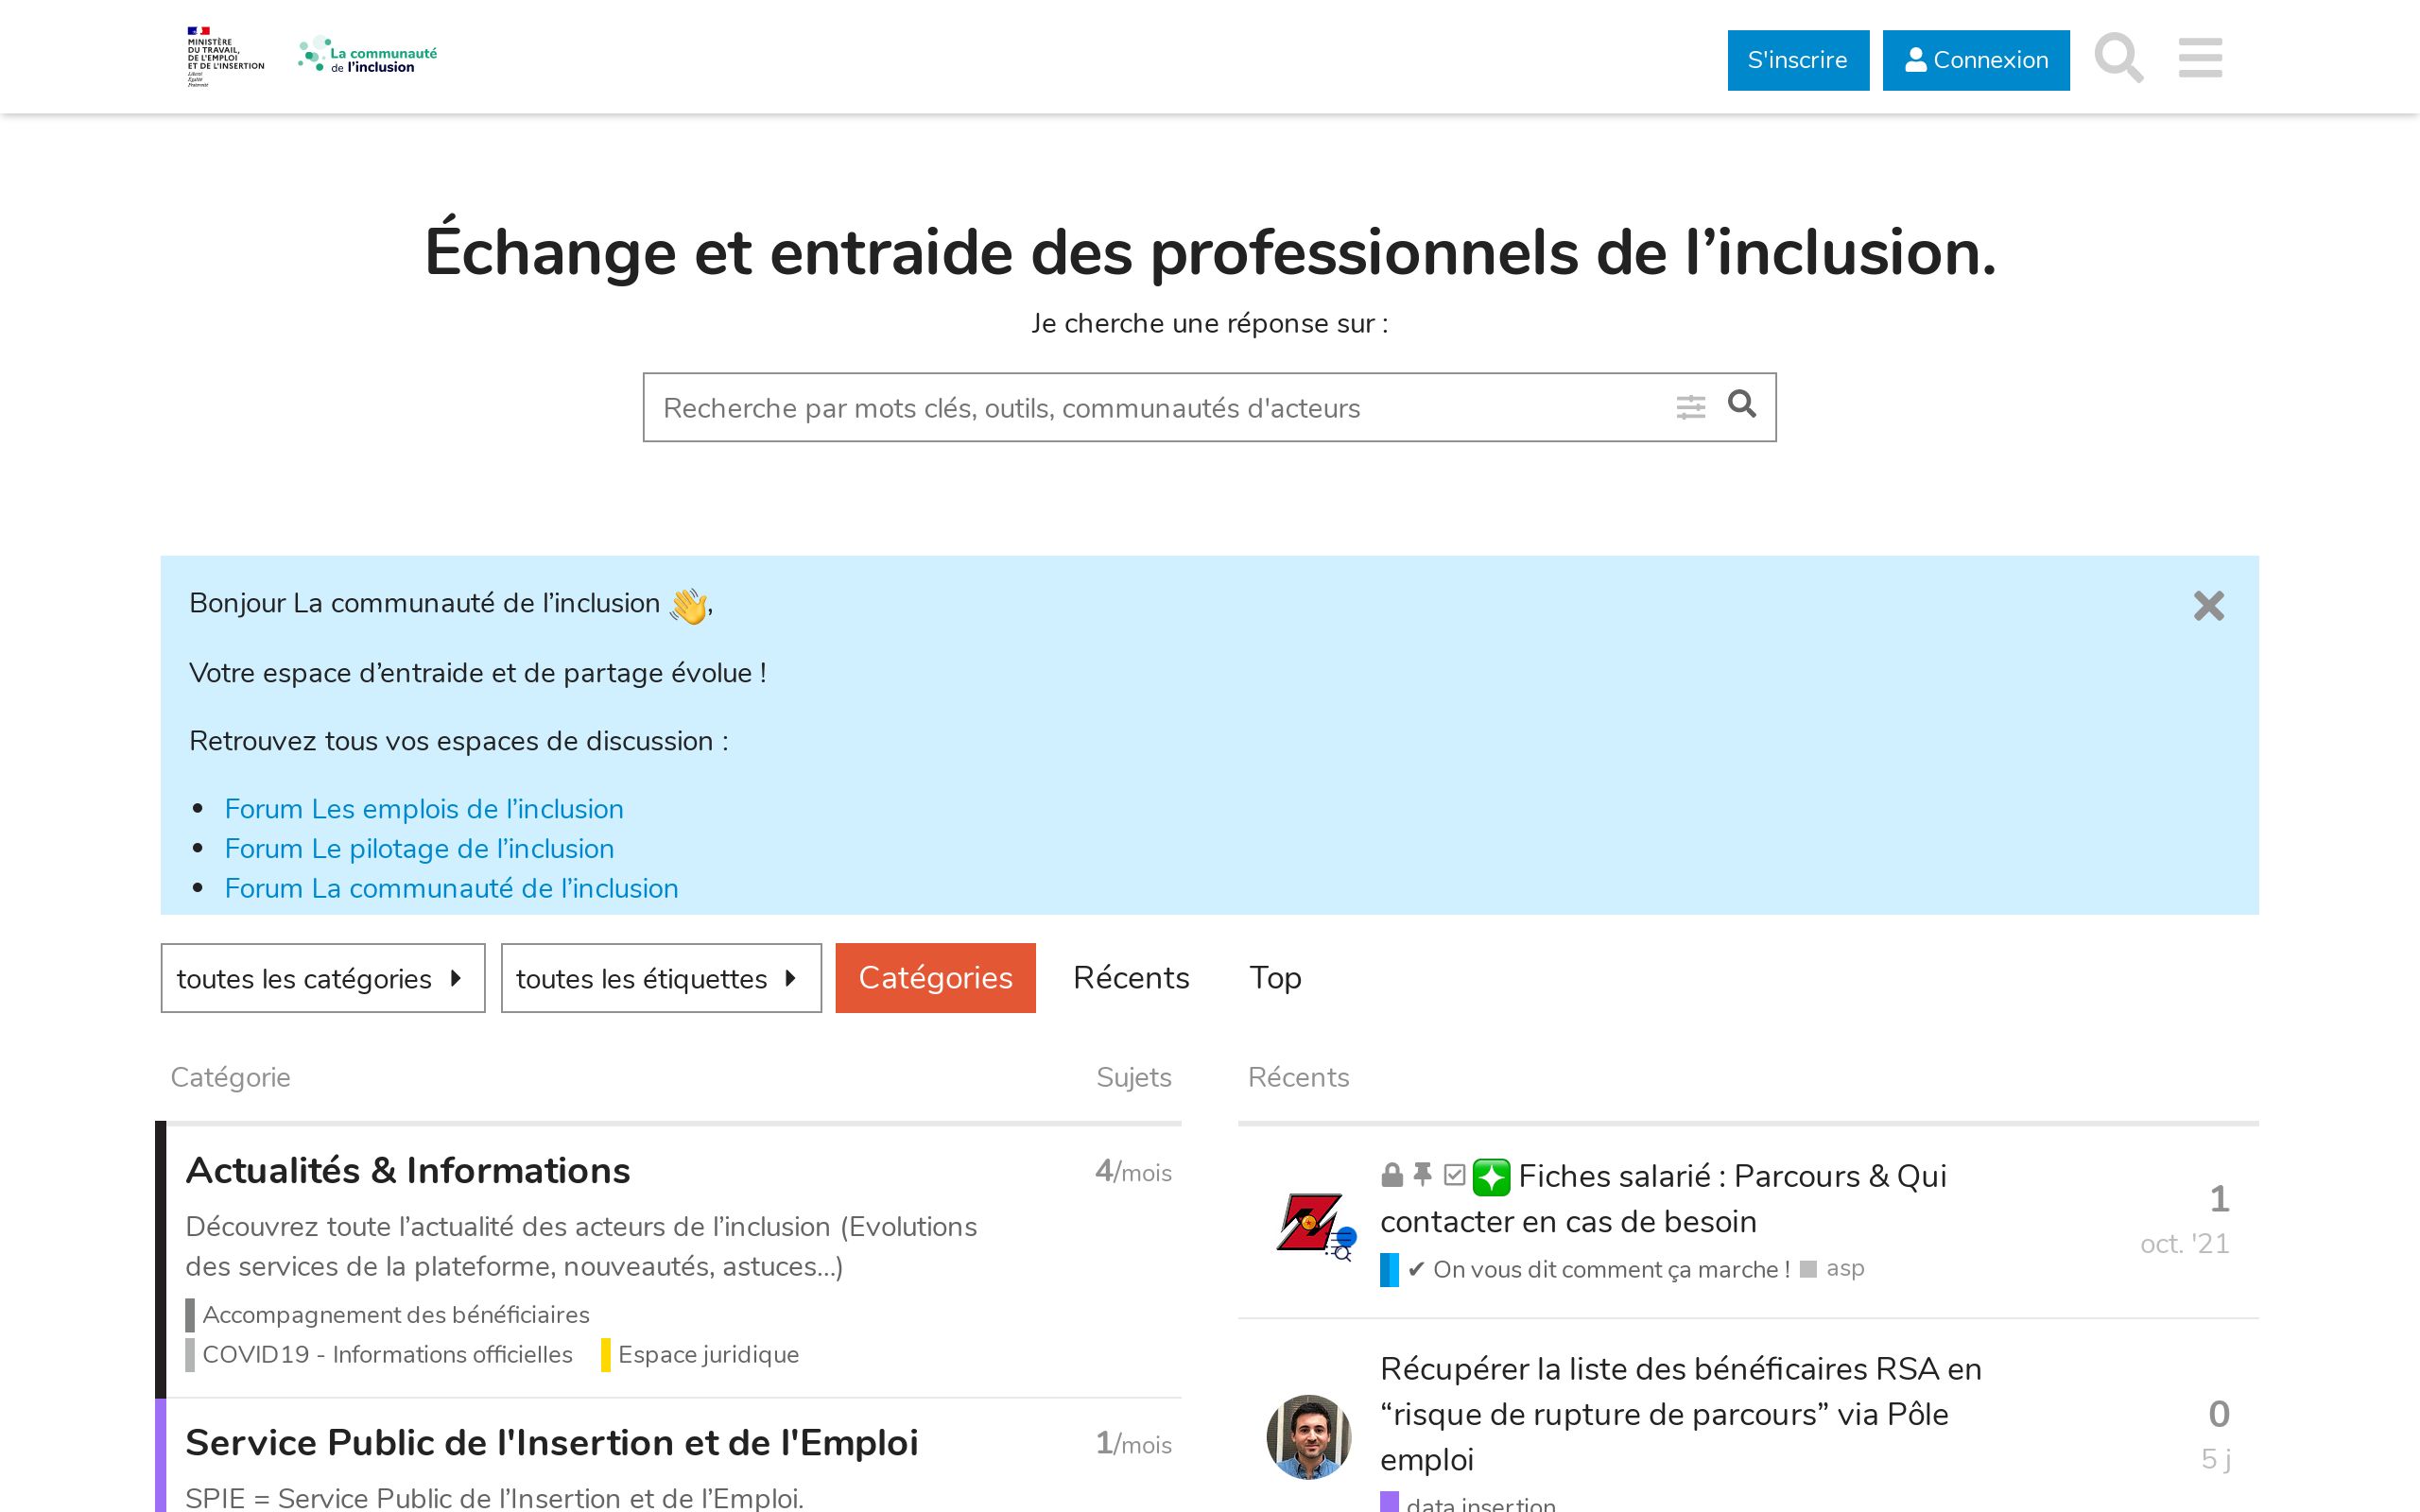 MINISTÈRE
DU TRAVAIL,
DE L'EMPLOI
ET DE L'INSERTION
Liberté
Égalité
Fraternité
La communauté
de l'inclusion
S'inscrire
Connexion
Échange et entraide des professionnels de l’inclusion.
Je cherche une réponse sur :
Recherche par mots clés, outils, communautés d'acteurs
Bonjour La communauté de l’inclusion 👋,
Votre espace d’entraide et de partage évolue !
Retrouvez tous vos espaces de discussion :
• Forum Les emplois de l’inclusion
• Forum Le pilotage de l’inclusion
• Forum La communauté de l’inclusion
toutes les catégories
toutes les étiquettes
Catégories
Récents
Top
Catégorie
Sujets
Actualités & Informations
4/mois
Découvrez toute l’actualité des acteurs de l’inclusion (Evolutions
des services de la plateforme, nouveautés, astuces…)
Accompagnement des bénéficiaires
COVID19 - Informations officielles
Espace juridique
Service Public de l'Insertion et de l'Emploi
1/mois
SPIE = Service Public de l’Insertion et de l’Emploi.
Récents
Fiches salarié : Parcours & Qui
contacter en cas de besoin
✔ On vous dit comment ça marche !
asp
1
oct. '21
Récupérer la liste des bénéficaires RSA en
“risque de rupture de parcours” via Pôle
emploi
data insertion
0
5 j